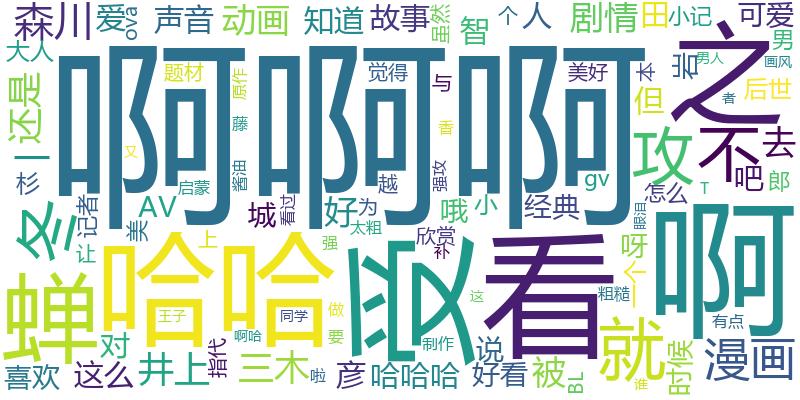 森川
爱
ova
声音
动画
知道
故事
虽然
智
个
人
剧情
田
小记
可爱
大人
题材
原作
觉得
与
美好
本
岩
之
男
男人
画风
还是
啊啊啊
但
者
后世
一
藤
香
攻
不
去
杉
又
酱油
启蒙
越
强攻
gv
吧
郎
冬
记者
AV
城
看过
好
为
哦
小
经典
怎么
T
让
美
太粗
欣赏
眼泪
蝉
哈哈
上
强
受
补
看
呀
一个
啊
王子
同学
做
这
就
粗糙
有点
对
井上
指代
啊哈
要
制作
说
漫画
喜欢
这么
三木
啦
彦
哈哈哈
好看
被
BL
谁
时候